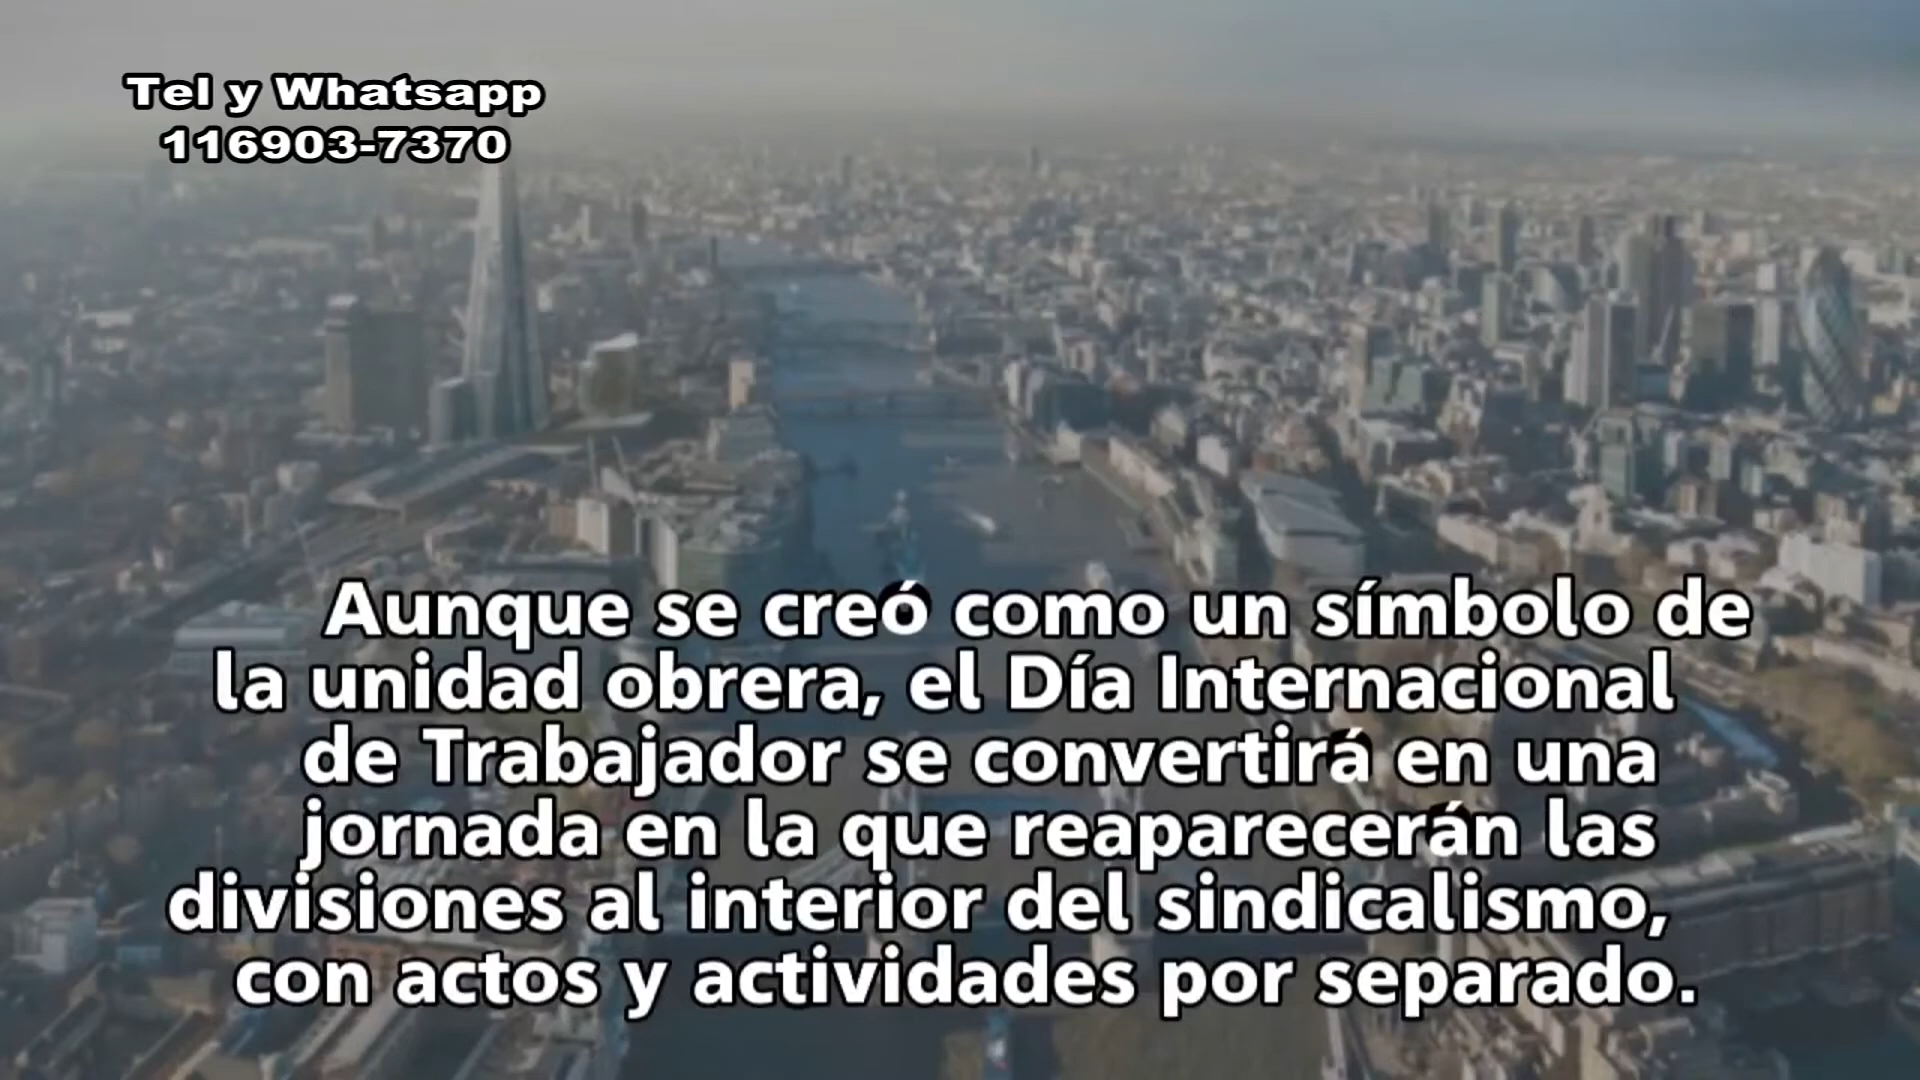 Tel y Whatsapp
116903-7370
Aunque se creó como un símbolo de
la unidad obrera, el Día Internacional
de Trabajador se convertirá en una
jornada en la que reaparecerán las
divisiones al interior del sindicalismo,
con actos y actividades por separado.